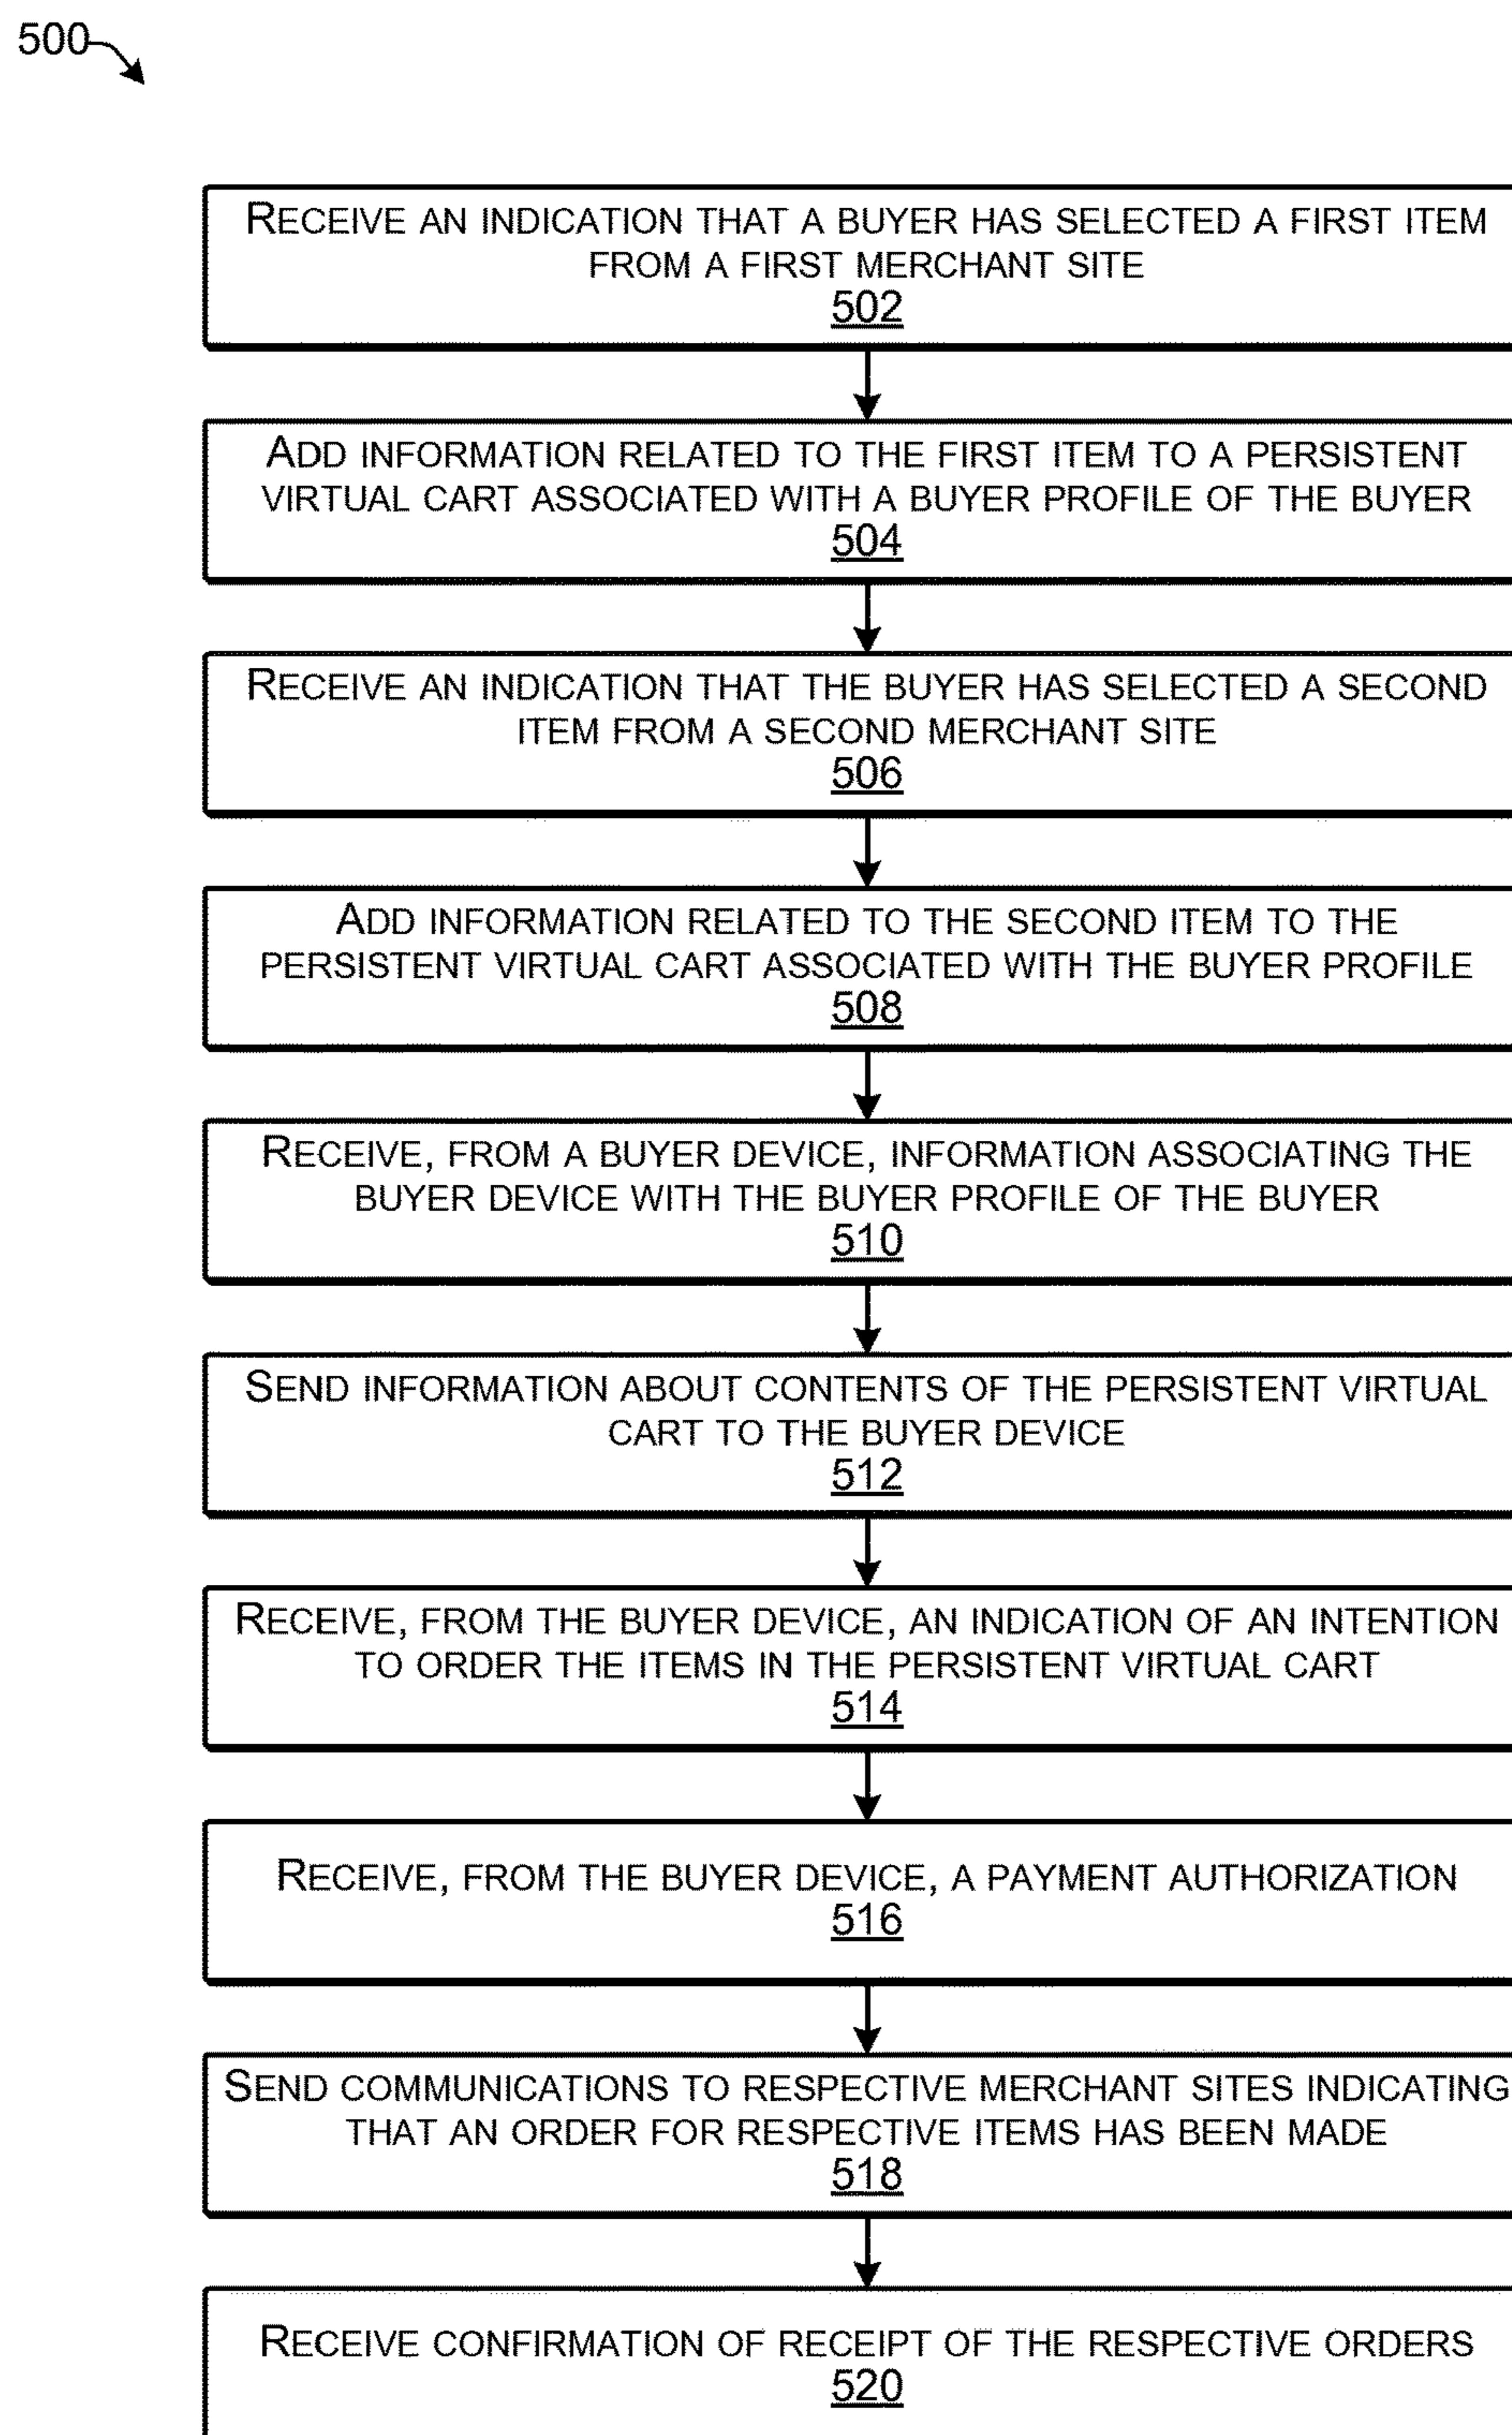 500
RECEIVE AN INDICATION THAT A BUYER HAS SELECTED A FIRST ITEM
FROM A FIRST MERCHANT SITE
502
ADD INFORMATION RELATED TO THE FIRST ITEM TO A PERSISTENT
VIRTUAL CART ASSOCIATED WITH A BUYER PROFILE OF THE BUYER
504
RECEIVE AN INDICATION THAT THE BUYER HAS SELECTED A SECOND
ITEM FROM A SECOND MERCHANT SITE
506
ADD INFORMATION RELATED TO THE SECOND ITEM TO THE
PERSISTENT VIRTUAL CART ASSOCIATED WITH THE BUYER PROFILE
508
RECEIVE, FROM A BUYER DEVICE, INFORMATION ASSOCIATING THE
BUYER DEVICE WITH THE BUYER PROFILE OF THE BUYER
510
SEND INFORMATION ABOUT CONTENTS OF THE PERSISTENT VIRTUAL
CART TO THE BUYER DEVICE
512
RECEIVE, FROM THE BUYER DEVICE, AN INDICATION OF AN INTENTION
TO ORDER THE ITEMS IN THE PERSISTENT VIRTUAL CART
514
RECEIVE, FROM THE BUYER DEVICE, A PAYMENT AUTHORIZATION
516
SEND COMMUNICATIONS TO RESPECTIVE MERCHANT SITES INDICATING
THAT AN ORDER FOR RESPECTIVE ITEMS HAS BEEN MADE
518
RECEIVE CONFIRMATION OF RECEIPT OF THE RESPECTIVE ORDERS
520